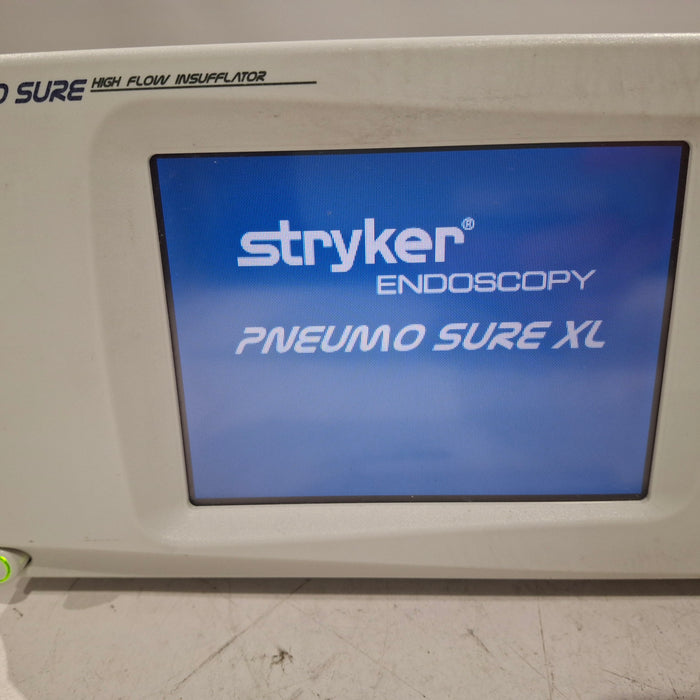 O SURE HIGH FLOW INSUFFLATOR
stryker®
ENDOSCOPY
PNEUMO SURE XL